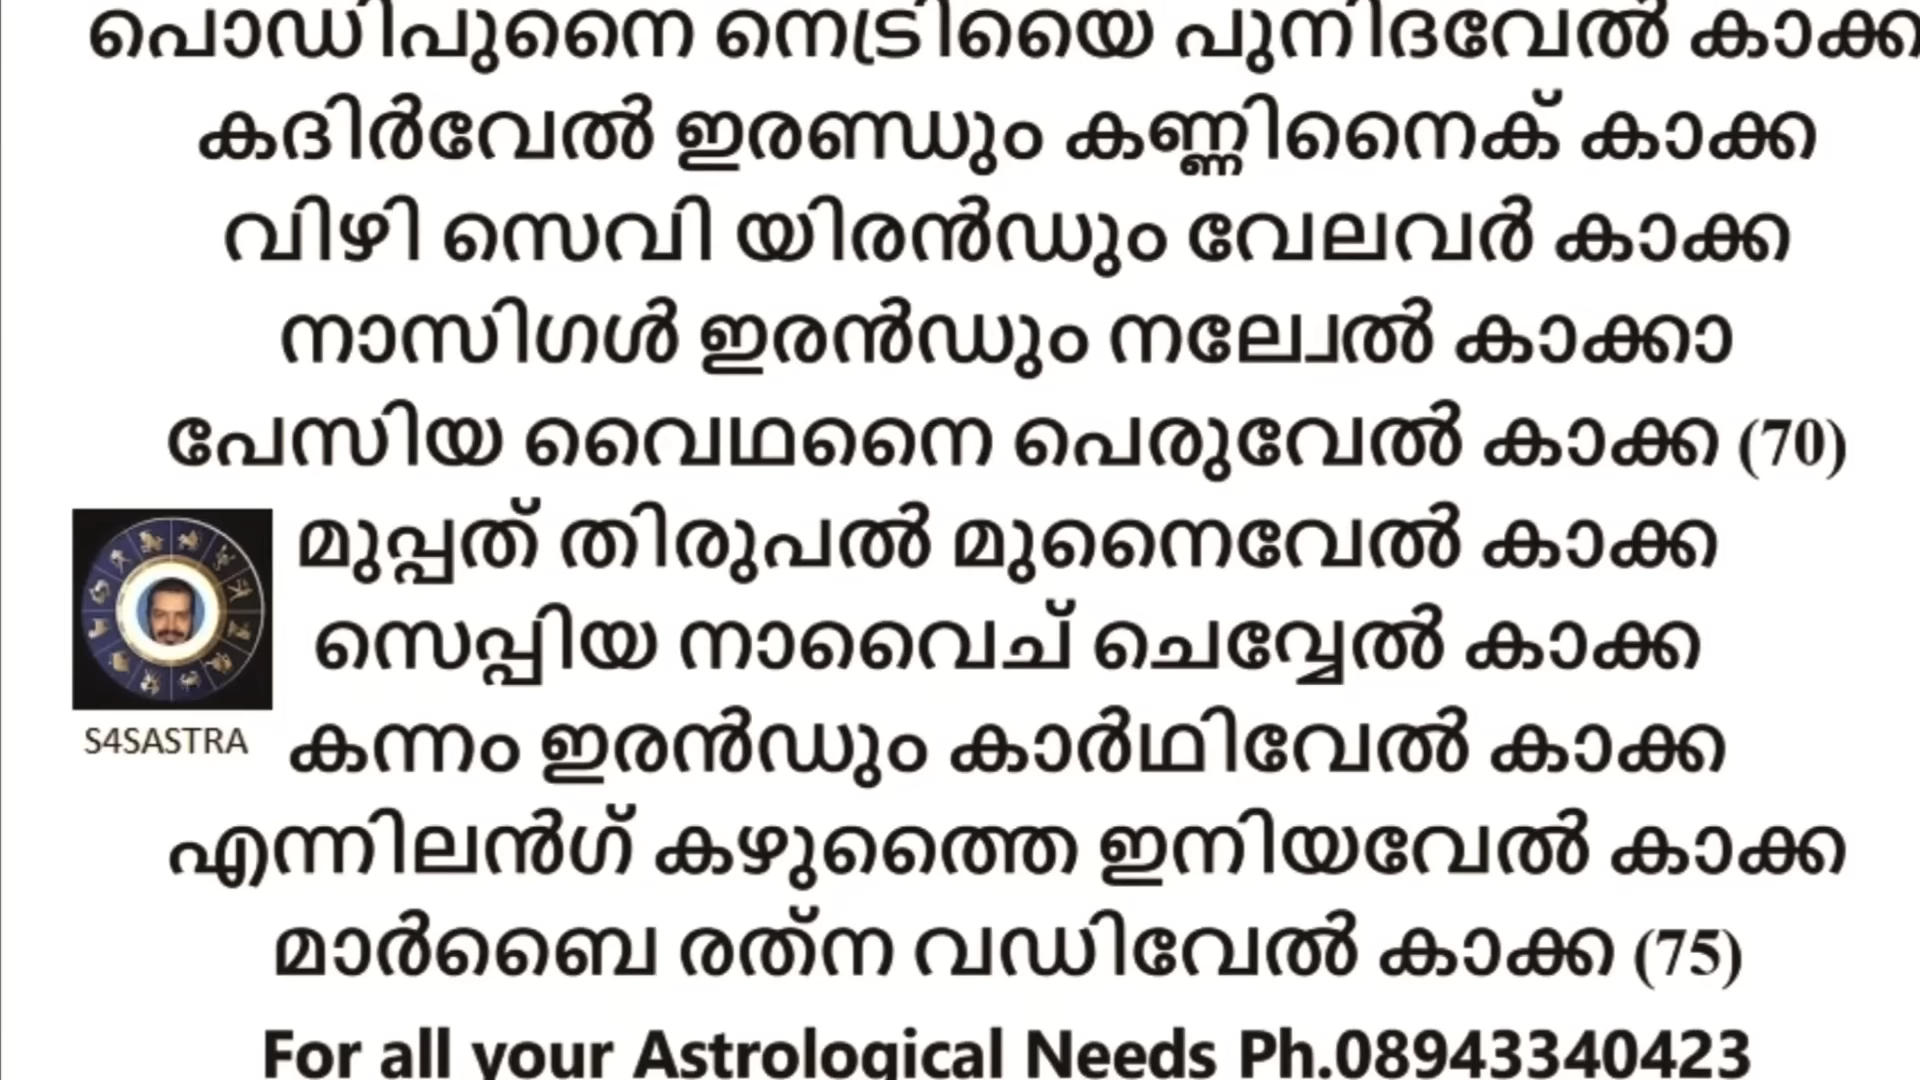 പൊഡിപുനൈ നെട്രിയൈ പുനിദവേൽ കാക്ക
കദിർവേൽ ഇരണ്ഡും കണ്ണിനൈക് കാക്ക
വിഴി സെവി യിരൻഡും വേലവർ കാക്ക
നാസിഗൾ ഇരൻഡും നല്വേൽ കാക്കാ
പേസിയ വൈഥനൈ പെരുവേൽ കാക്ക (70)
മുപ്പത് തിരുപൽ മുനൈവേൽ കാക്ക
സെപ്പിയ നാവൈച് ചെവ്വേൽ കാക്ക
കന്നം ഇരൻഡും കാർഥിവേൽ കാക്ക
എന്നിലൻഗ് കഴുത്തൈ ഇനിയവേൽ കാക്ക
മാർബൈ രത്ന വഡിവേൽ കാക്ക (75)
S4SASTRA
For all your Astrological Needs Ph.08943340423